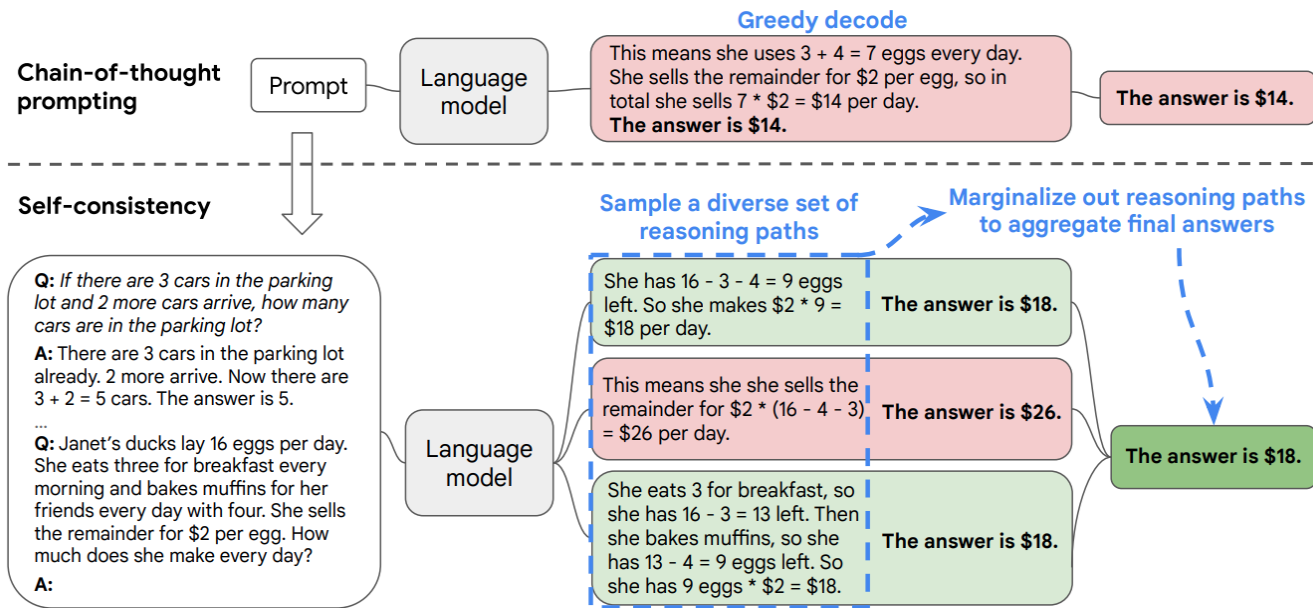 Greedy decode
Chain-of-thought
prompting
Prompt
Language
model
This means she uses 3 + 4 = 7 eggs every day.
She sells the remainder for $2 per egg, so in
total she sells 7 * $2 = $14 per day.
The answer is $14.
The answer is $14.
Self-consistency
Sample a diverse set of
reasoning paths
Marginalize out reasoning paths
to aggregate final answers
Q: If there are 3 cars in the parking
lot and 2 more cars arrive, how many
cars are in the parking lot?
A: There are 3 cars in the parking lot
already. 2 more arrive. Now there are
3 + 2 = 5 cars. The answer is 5.
...
Q: Janet's ducks lay 16 eggs per day.
She eats three for breakfast every
morning and bakes muffins for her
friends every day with four. She sells
the remainder for $2 per egg. How
much does she make every day?
A:
Language
model
She has 16 - 3 - 4 = 9 eggs
left. So she makes $2 * 9 =
$18 per day.
The answer is $18.
This means she she sells the
remainder for $2 * (16 - 4 - 3)
= $26 per day.
The answer is $26.
She eats 3 for breakfast, so
she has 16 - 3 = 13 left. Then
she bakes muffins, so she
has 13 - 4 = 9 eggs left. So
she has 9 eggs * $2 = $18.
The answer is $18.
The answer is $18.